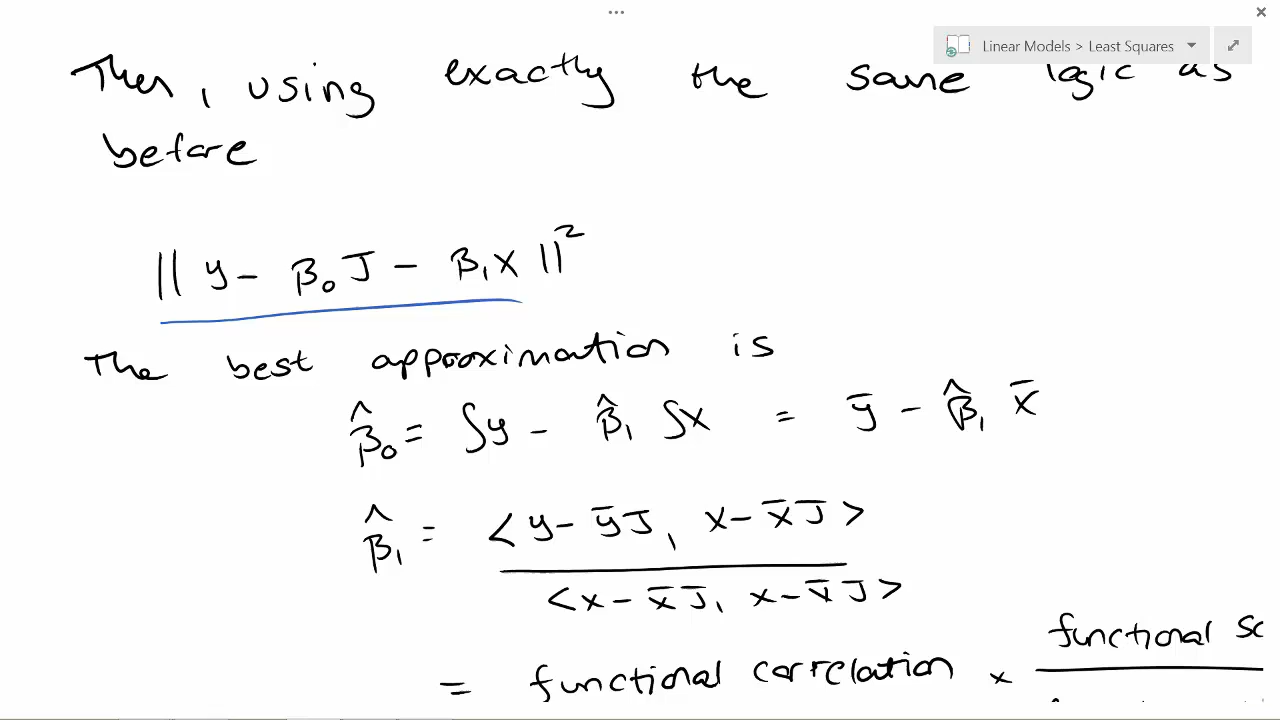 ...
Linear Models > Least Squares
Then, using exactly the same logic as
before
|| y - β₀J - β₁x ||²
The best approximation is
β̂₀ = ∫y - β̂₁ ∫x = ȳ - β̂₁ x̄
β̂₁ = <y - ȳJ, x - x̄J>
<x - x̄J, x - x̄J>
functional
= functional correlation ×